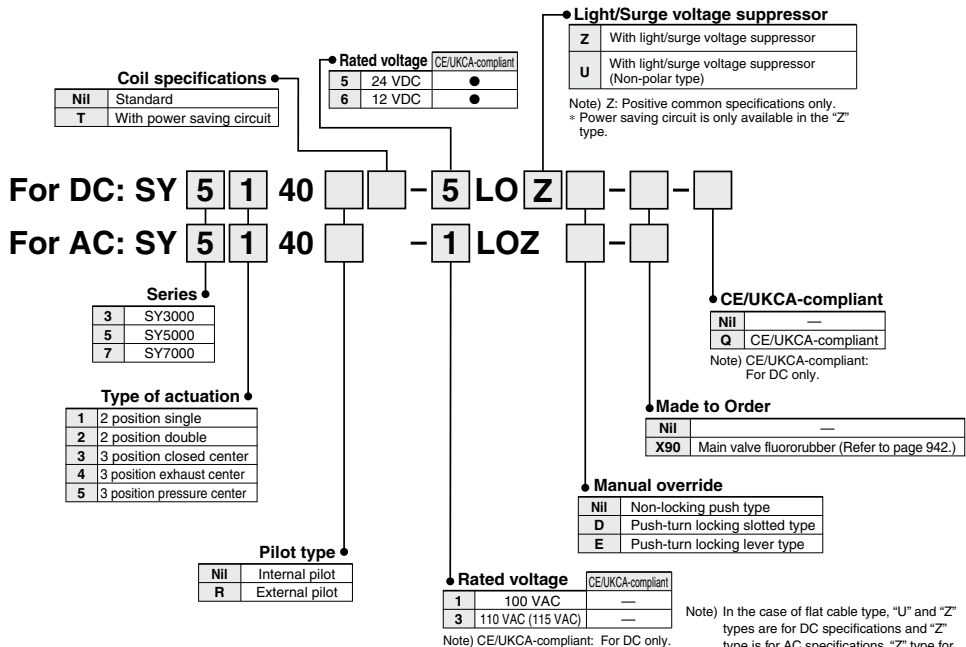 Light/Surge voltage suppressor
Z With light/surge voltage suppressor
U With light/surge voltage suppressor
(Non-polar type)
Note) Z: Positive common specifications only.
* Power saving circuit is only available in the “Z”
type.
Rated voltage CE/UKCA-compliant
5 24 VDC ●
6 12 VDC ●
Coil specifications
Nil Standard
T With power saving circuit
For DC: SY 5 1 40 – 5 LO Z – –
For AC: SY 5 1 40 – 1 LOZ –
Series
3 SY3000
5 SY5000
7 SY7000
CE/UKCA-compliant
Nil —
Q CE/UKCA-compliant
Note) CE/UKCA-compliant:
For DC only.
Type of actuation
1 2 position single
2 2 position double
3 3 position closed center
4 3 position exhaust center
5 3 position pressure center
Made to Order
Nil —
X90 Main valve fluororubber (Refer to page 942.)
Manual override
Nil Non-locking push type
D Push-turn locking slotted type
E Push-turn locking lever type
Pilot type
Nil Internal pilot
R External pilot
Rated voltage CE/UKCA-compliant
1 100 VAC —
3 110 VAC (115 VAC) —
Note) CE/UKCA-compliant: For DC only.
Note) In the case of flat cable type, “U” and “Z”
types are for DC specifications and “Z”
type is for AC specifications. “Z” type for